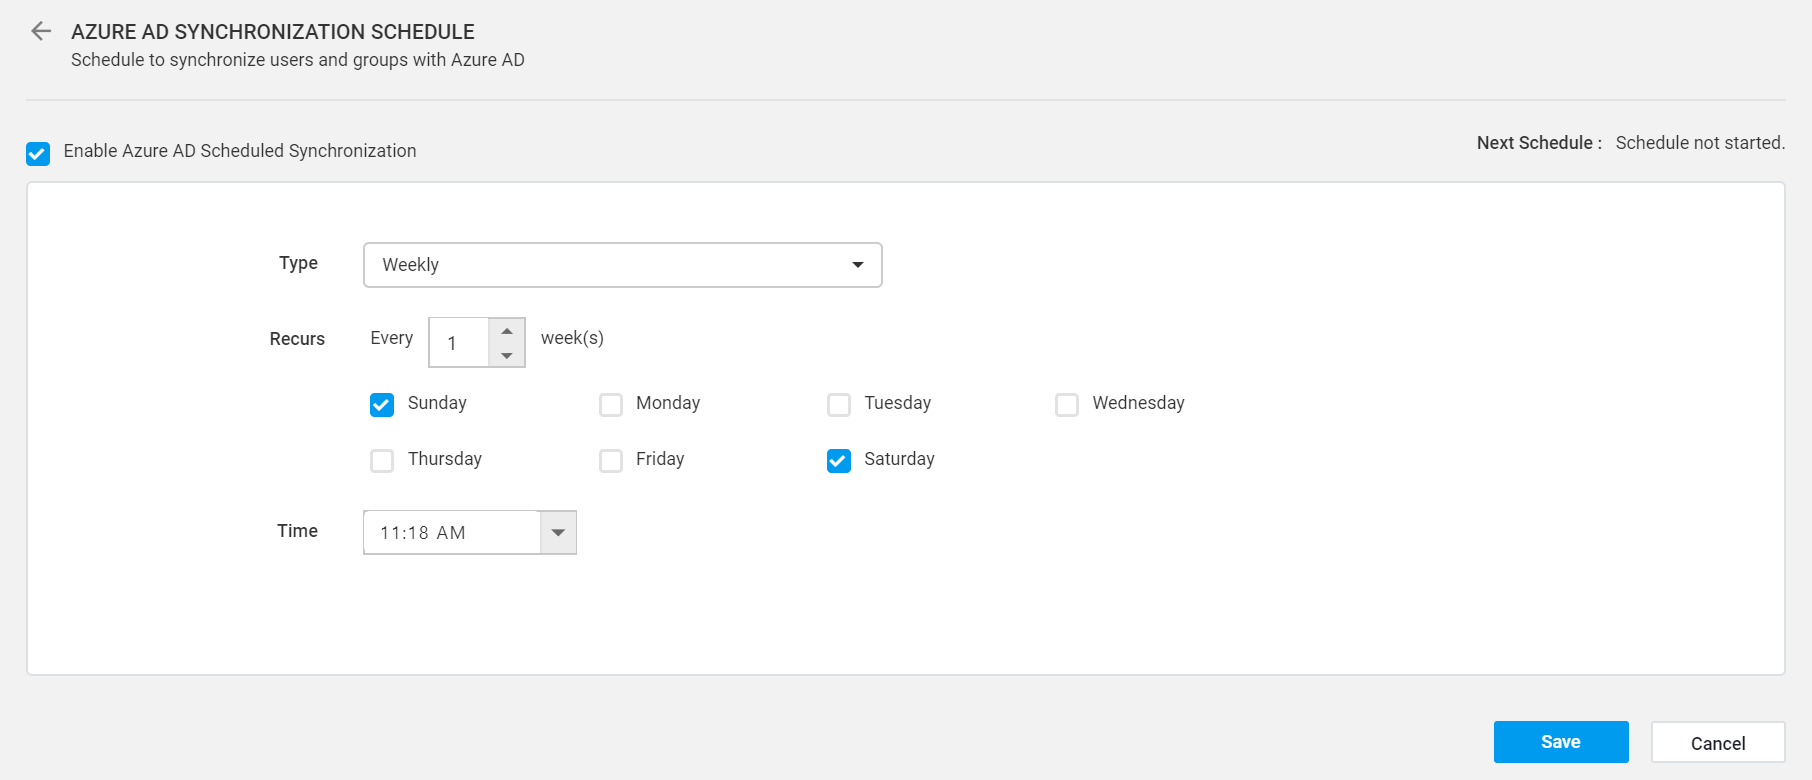 AZURE AD SYNCHRONIZATION SCHEDULE
Schedule to synchronize users and groups with Azure AD
Enable Azure AD Scheduled Synchronization
Next Schedule : Schedule not started.
Type Weekly
Recurs Every 1 week(s)
Sunday Monday Tuesday Wednesday
Thursday Friday Saturday
Time 11:18 AM
Save Cancel